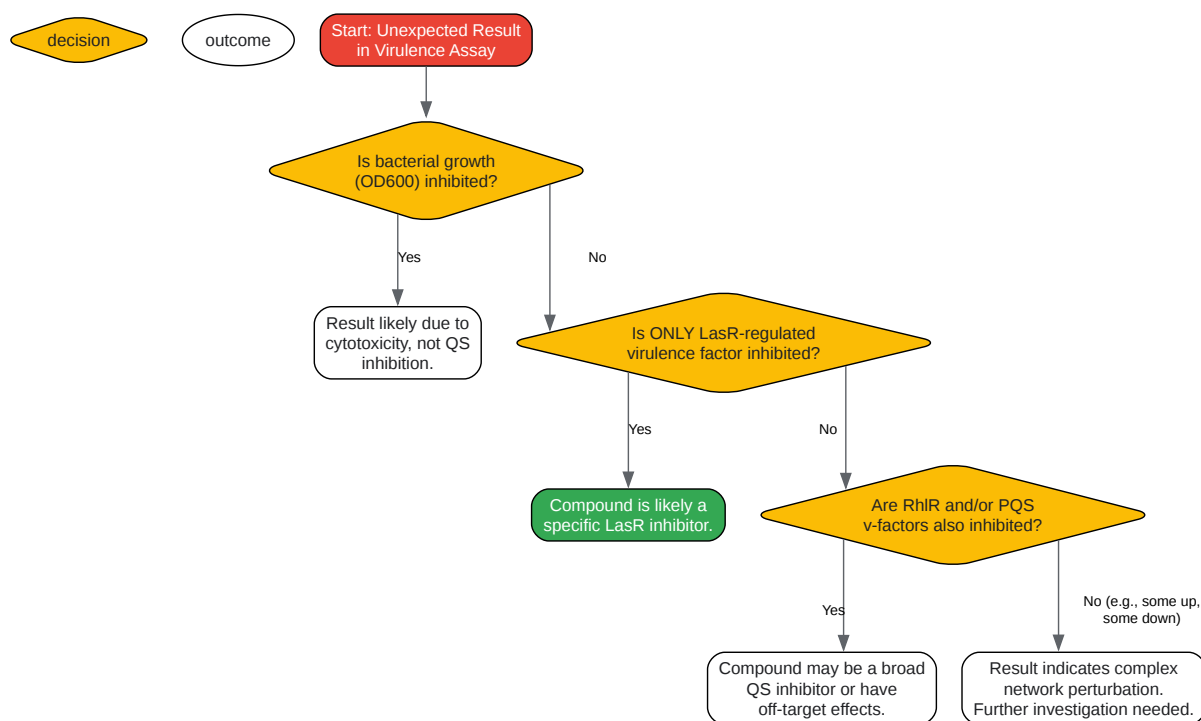 decision
outcome
Start: Unexpected Result
in Virulence Assay
Is bacterial growth
(OD600) inhibited?
Yes
No
Result likely due to
cytotoxicity, not QS
inhibition.
Is ONLY LasR-regulated
virulence factor inhibited?
Yes
No
Compound is likely a
specific LasR inhibitor.
Are RhlR and/or PQS
v-factors also inhibited?
Yes
No (e.g., some up,
some down)
Compound may be a broad
QS inhibitor or have
off-target effects.
Result indicates complex
network perturbation.
Further investigation needed.